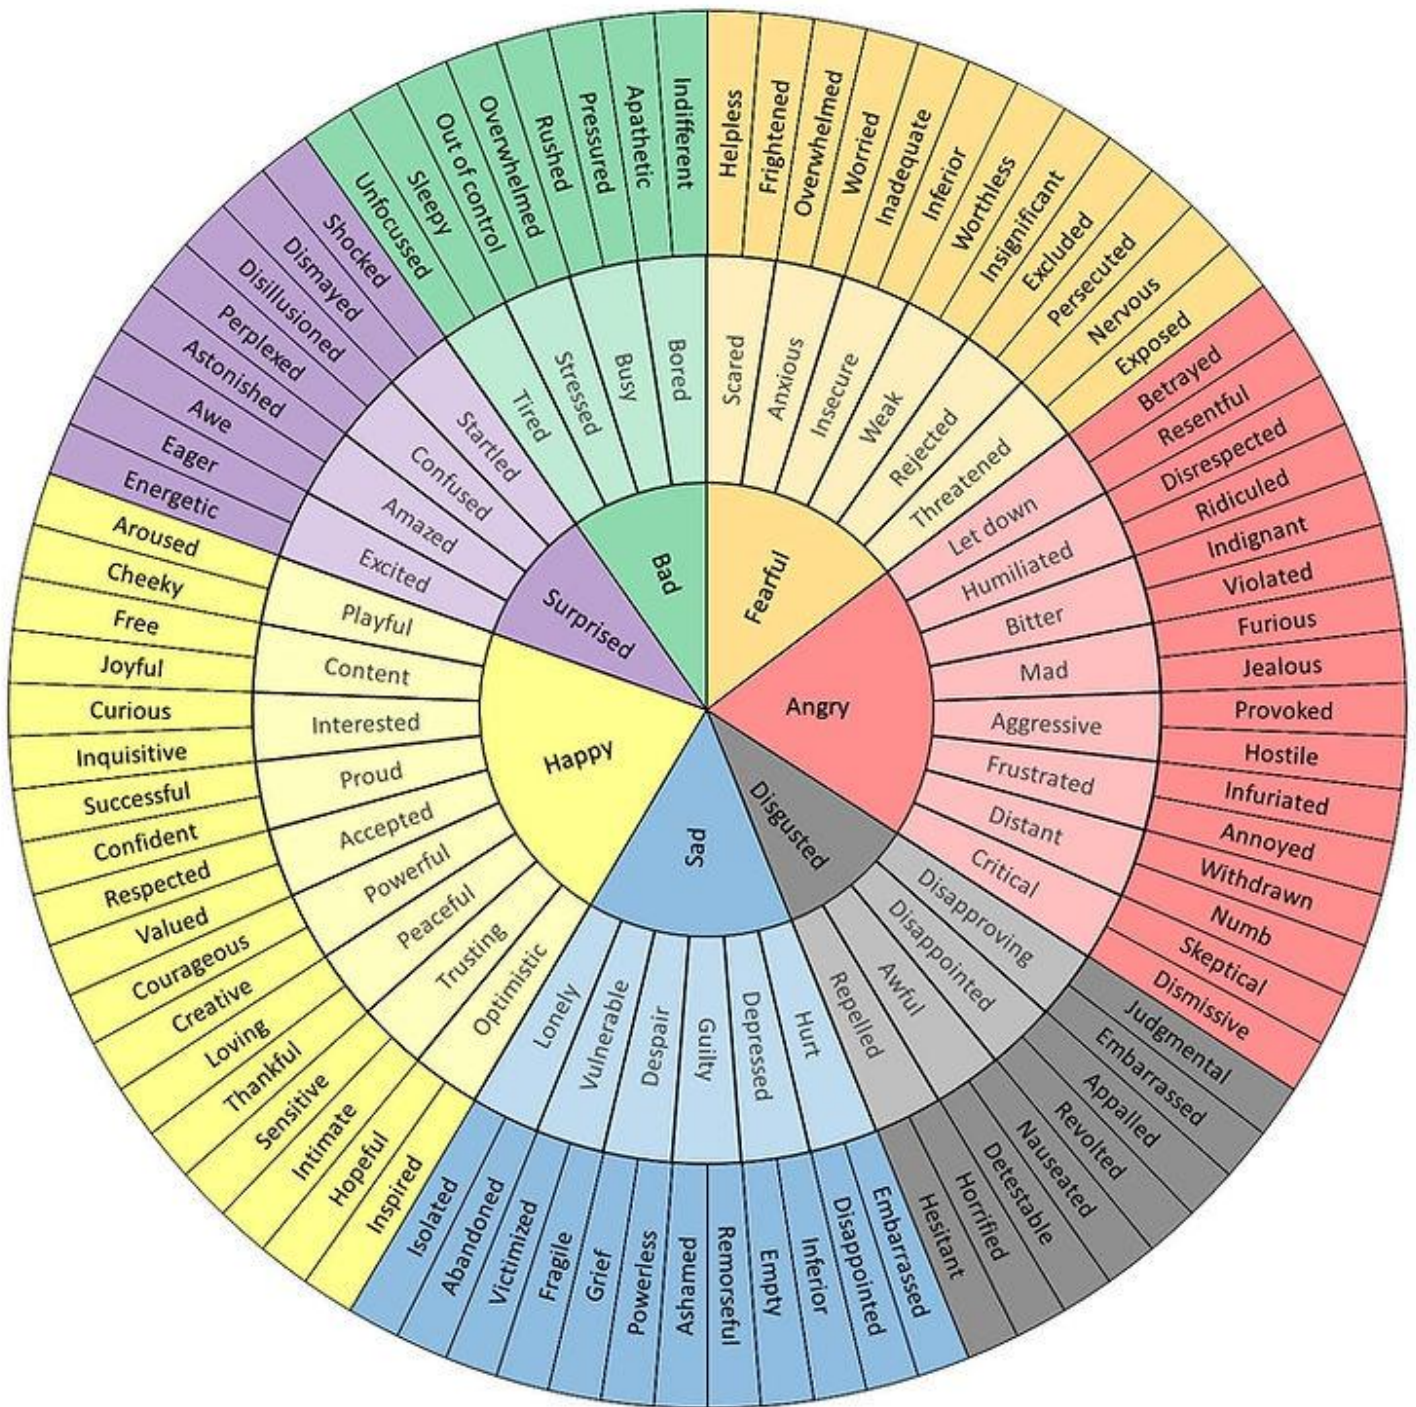 Fearful
Angry
Disgusted
Sad
Happy
Surprised
Bad
Scared
Anxious
Insecure
Weak
Rejected
Threatened
Let down
Humiliated
Bitter
Mad
Aggressive
Frustrated
Distant
Critical
Disapproving
Disappointed
Awful
Repelled
Hurt
Depressed
Guilty
Despair
Vulnerable
Lonely
Optimistic
Trusting
Peaceful
Powerful
Accepted
Proud
Interested
Content
Playful
Excited
Amazed
Confused
Startled
Tired
Stressed
Busy
Bored
Helpless
Frightened
Overwhelmed
Worried
Inadequate
Inferior
Worthless
Insignificant
Excluded
Persecuted
Nervous
Exposed
Betrayed
Resentful
Disrespected
Ridiculed
Indignant
Violated
Furious
Jealous
Provoked
Hostile
Infuriated
Annoyed
Withdrawn
Numb
Skeptical
Dismissive
Judgmental
Embarrassed
Appalled
Revolted
Nauseated
Detestable
Horrified
Hesitant
Embarrassed
Disappointed
Inferior
Empty
Remorseful
Ashamed
Powerless
Grief
Fragile
Victimized
Abandoned
Isolated
Inspired
Hopeful
Intimate
Sensitive
Thankful
Loving
Creative
Courageous
Valued
Respected
Confident
Successful
Inquisitive
Curious
Joyful
Free
Cheeky
Aroused
Energetic
Eager
Awe
Astonished
Perplexed
Disillusioned
Dismayed
Shocked
Unfocussed
Sleepy
Out of control
Overwhelmed
Rushed
Pressured
Apathetic
Indifferent